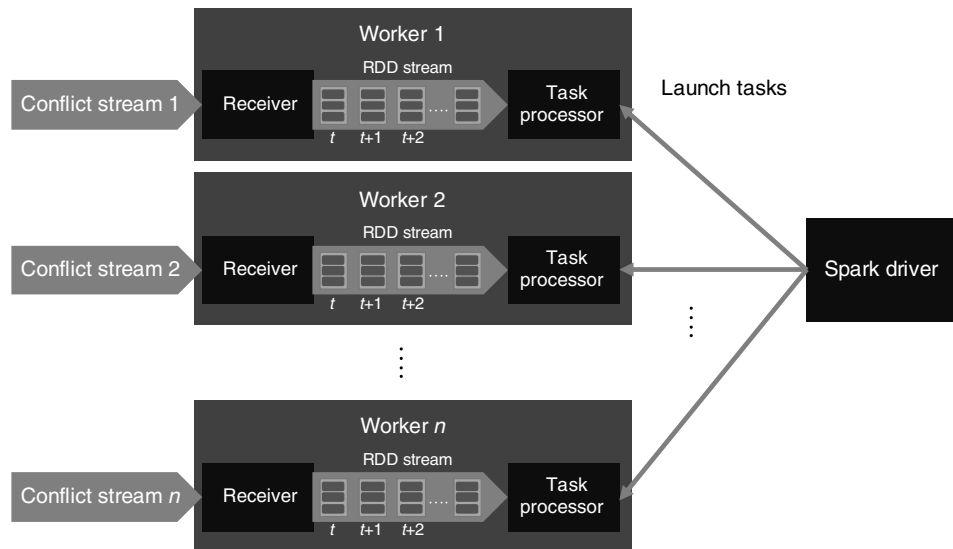 Worker 1
RDD stream
Conflict stream 1
Receiver
....
Task
processor
t
t+1
t+2
Launch tasks
Worker 2
RDD stream
Conflict stream 2
Receiver
....
Task
processor
t
t+1
t+2
Spark driver
....
....
Worker n
RDD stream
Conflict stream n
Receiver
....
Task
processor
t
t+1
t+2